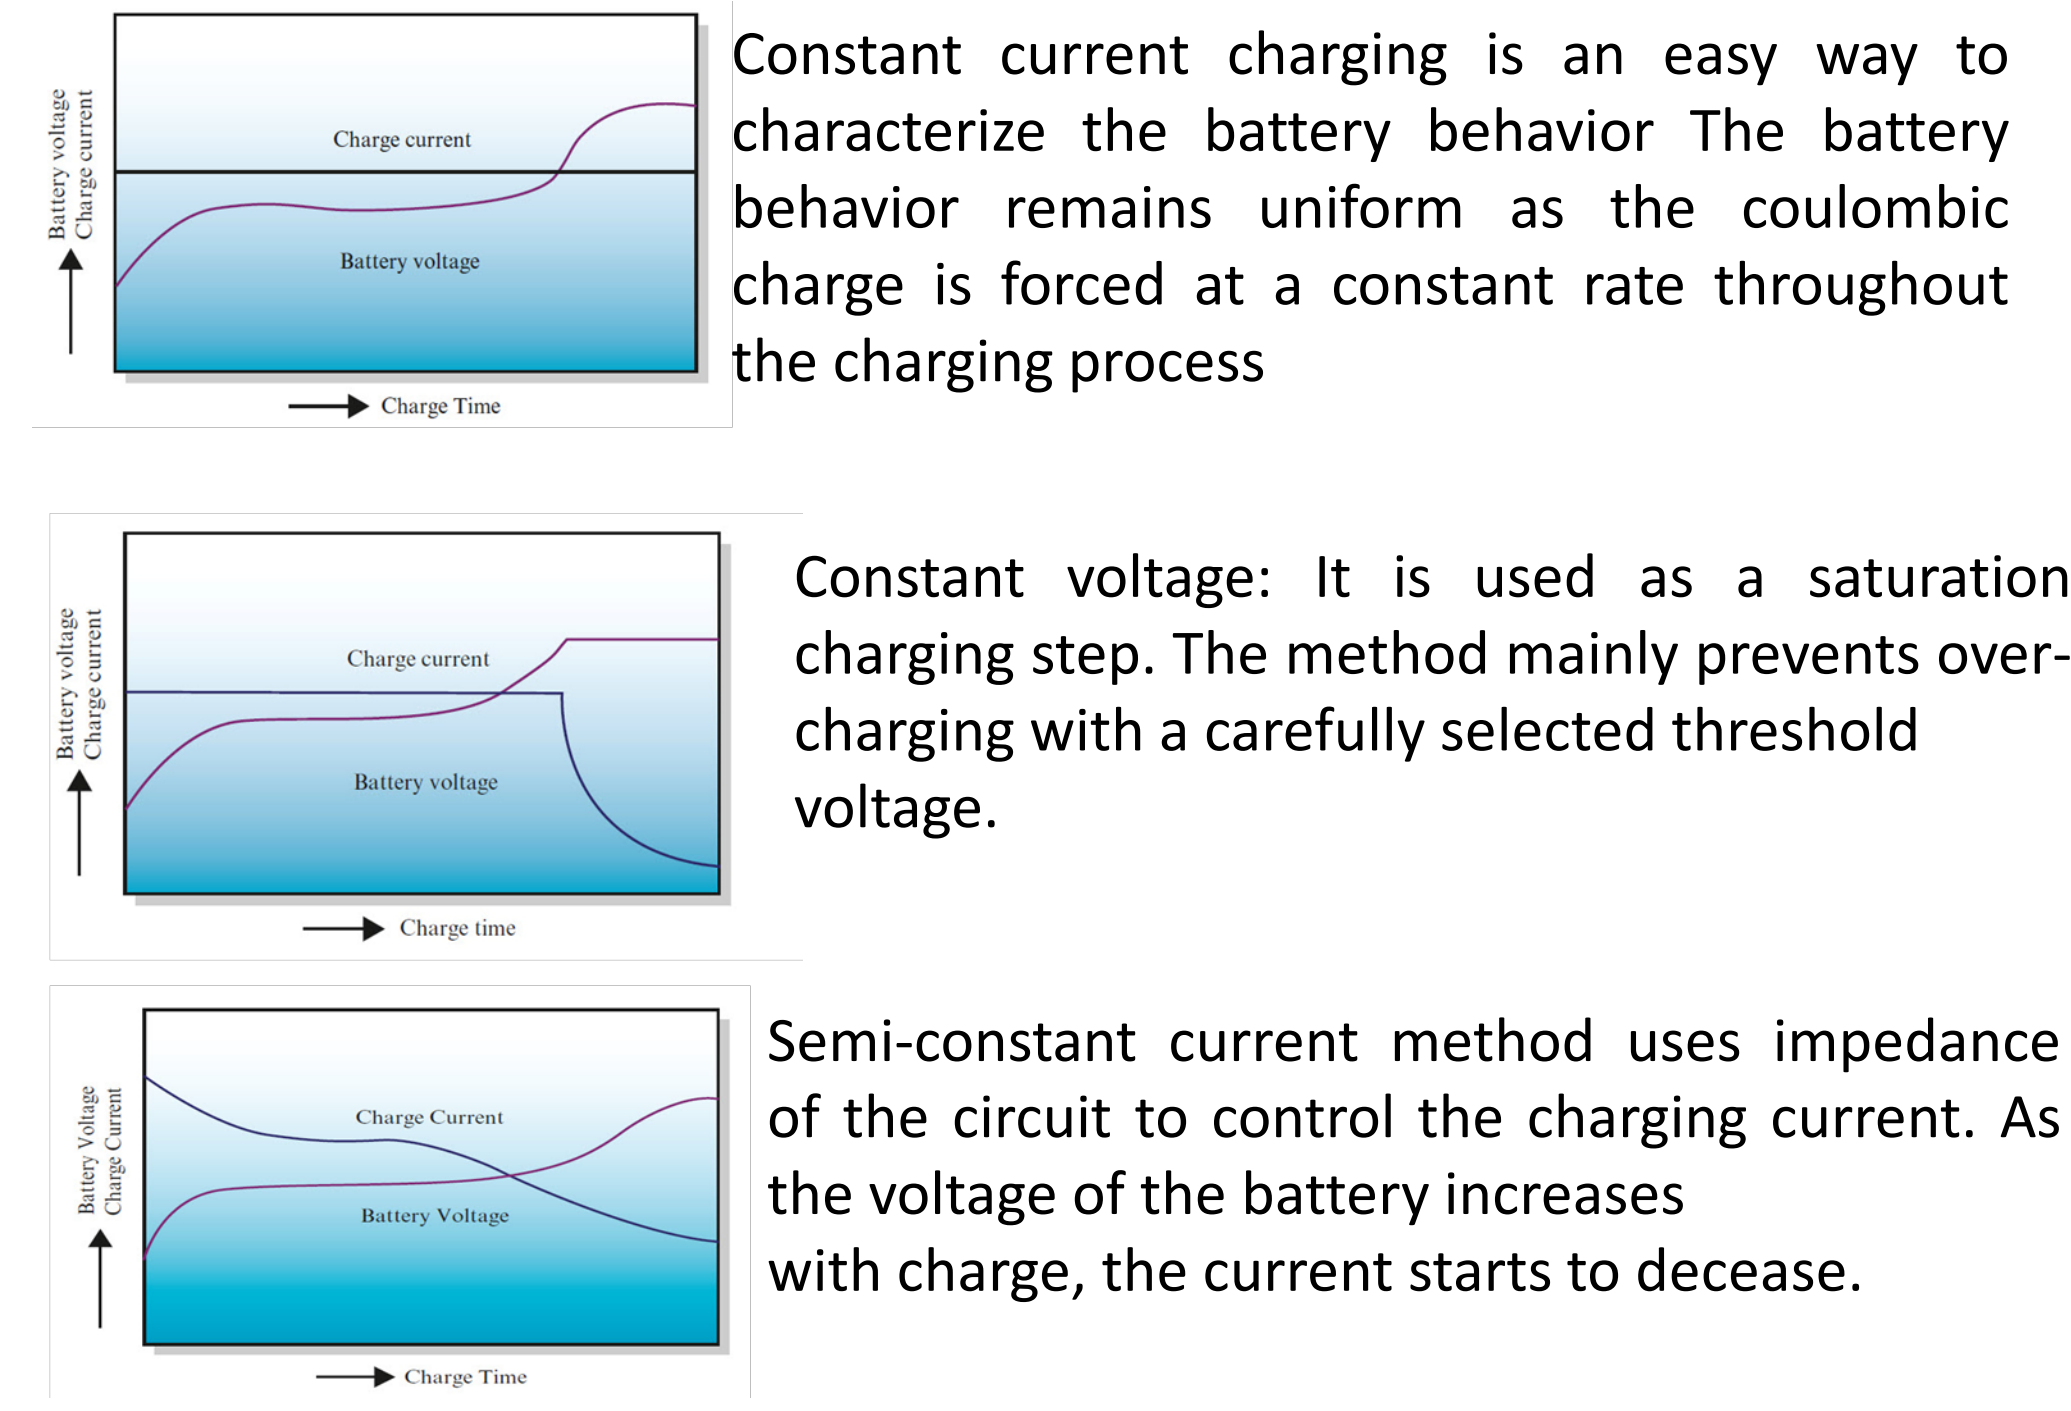 Battery voltage
Charge current
Charge current
Battery voltage
Charge Time
Constant current charging is an easy way to
characterize the battery behavior The battery
behavior remains uniform as the coulombic
charge is forced at a constant rate throughout
the charging process
Battery voltage
Charge current
Charge current
Battery voltage
Charge time
Constant voltage: It is used as a saturation
charging step. The method mainly prevents over-
charging with a carefully selected threshold
voltage.
Battery Voltage
Charge Current
Charge Current
Battery Voltage
Charge Time
Semi-constant current method uses impedance
of the circuit to control the charging current. As
the voltage of the battery increases
with charge, the current starts to decease.